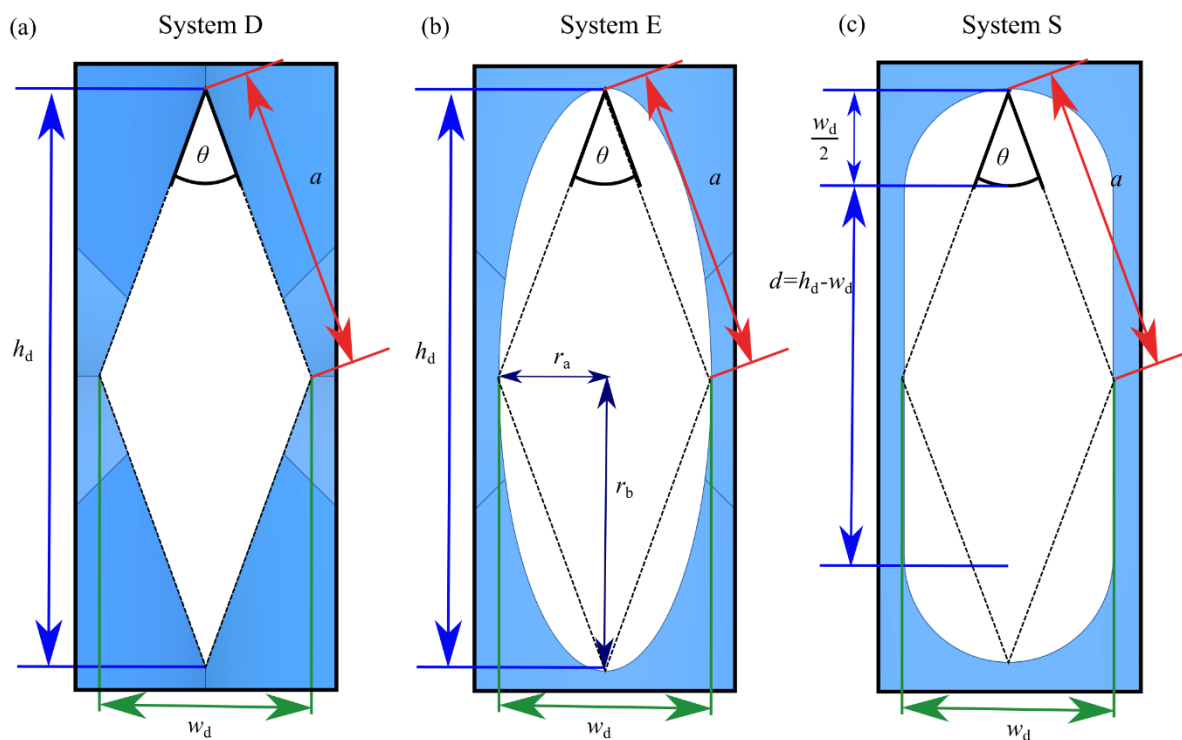 (a) System D
θ
a
h_d
w_d
(b) System E
θ
a
h_d
r_a
r_b
w_d
(c) System S
w_d/2
θ
a
d=h_d-w_d
w_d